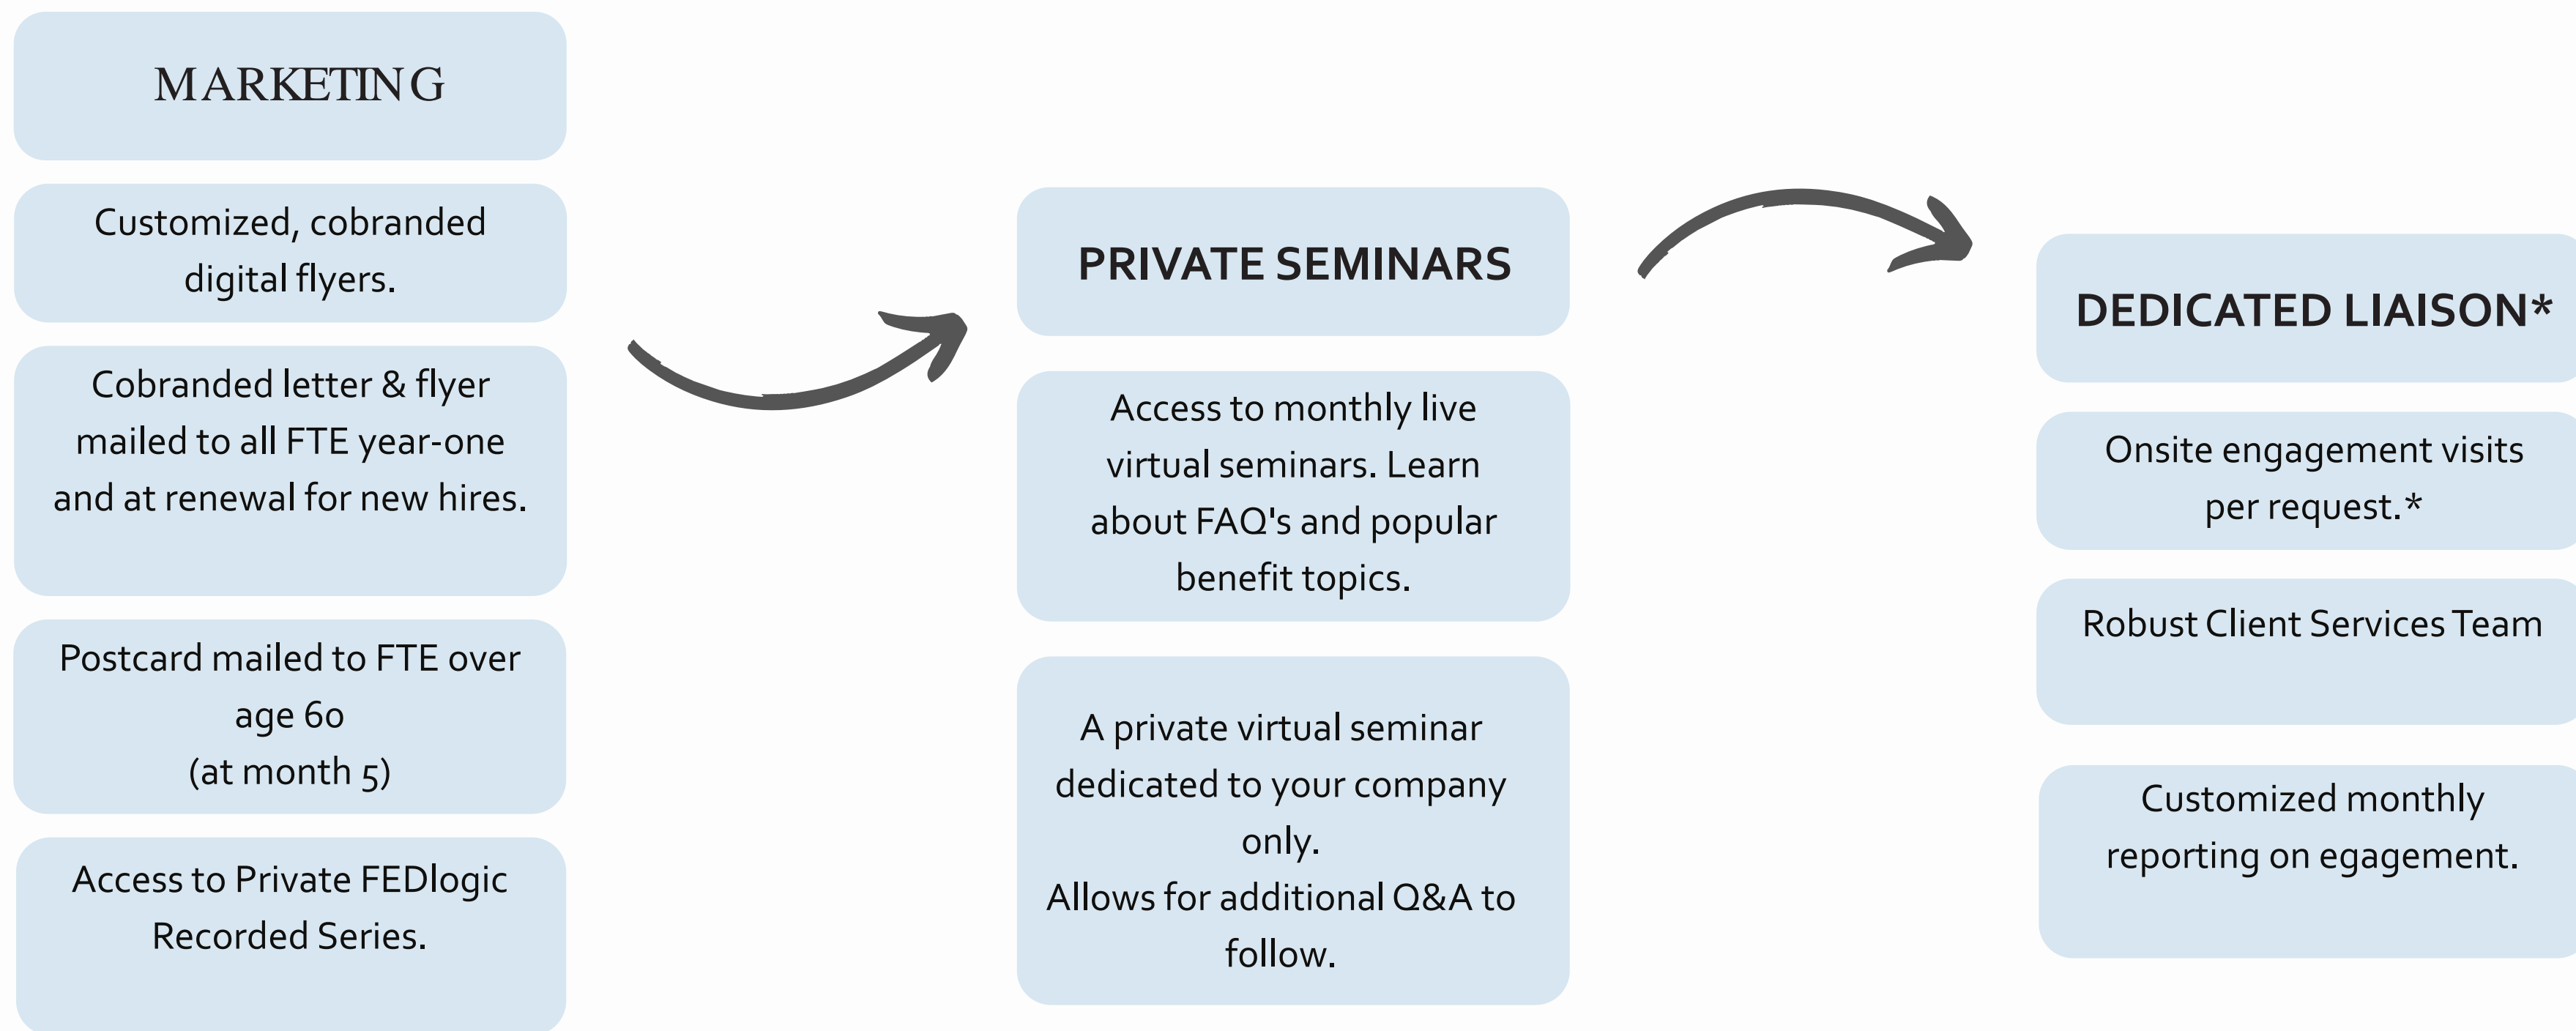 MARKETING
Customized, cobranded
digital flyers.
Cobranded letter & flyer
mailed to all FTE year-one
and at renewal for new hires.
Postcard mailed to FTE over
age 60
(at month 5)
Access to Private FEDlogic
Recorded Series.
PRIVATE SEMINARS
Access to monthly live
virtual seminars. Learn
about FAQ's and popular
benefit topics.
A private virtual seminar
dedicated to your company
only.
Allows for additional Q&A to
follow.
DEDICATED LIAISON*
Onsite engagement visits
per request.*
Robust Client Services Team
Customized monthly
reporting on egagement.